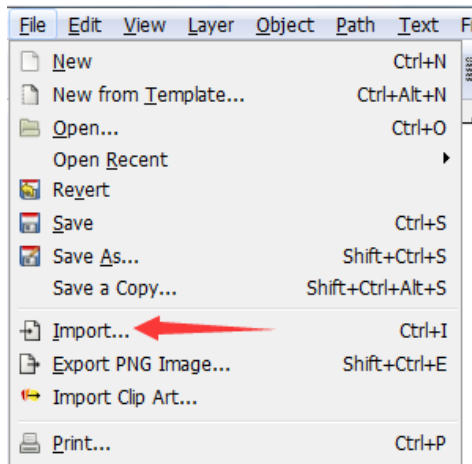 File Edit View Layer Object Path Text
New Ctrl+N
New from Template... Ctrl+Alt+N
Open... Ctrl+O
Open Recent
Revert
Save Ctrl+S
Save As... Shift+Ctrl+S
Save a Copy... Shift+Ctrl+Alt+S
Import... Ctrl+I
Export PNG Image... Shift+Ctrl+E
Import Clip Art...
Print... Ctrl+P